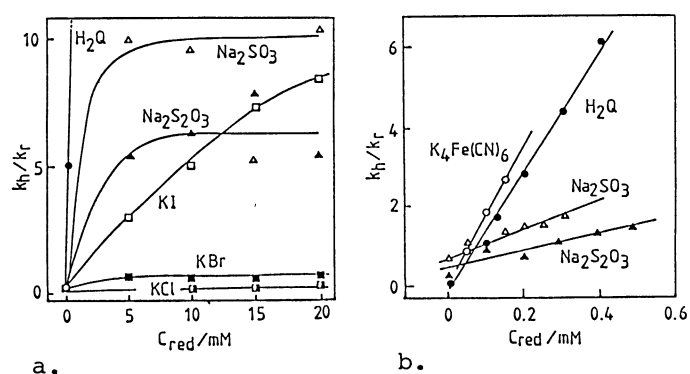 10
5
0
k_h/k_r
H₂Q
Na₂SO₃
Na₂S₂O₃
KI
KBr
KCl
0 5 10 15 20
C_red/mM
a.
6
4
2
0
k_h/k_r
K₄Fe(CN)₆
H₂Q
Na₂SO₃
Na₂S₂O₃
0 0.2 0.4 0.6
C_red/mM
b.